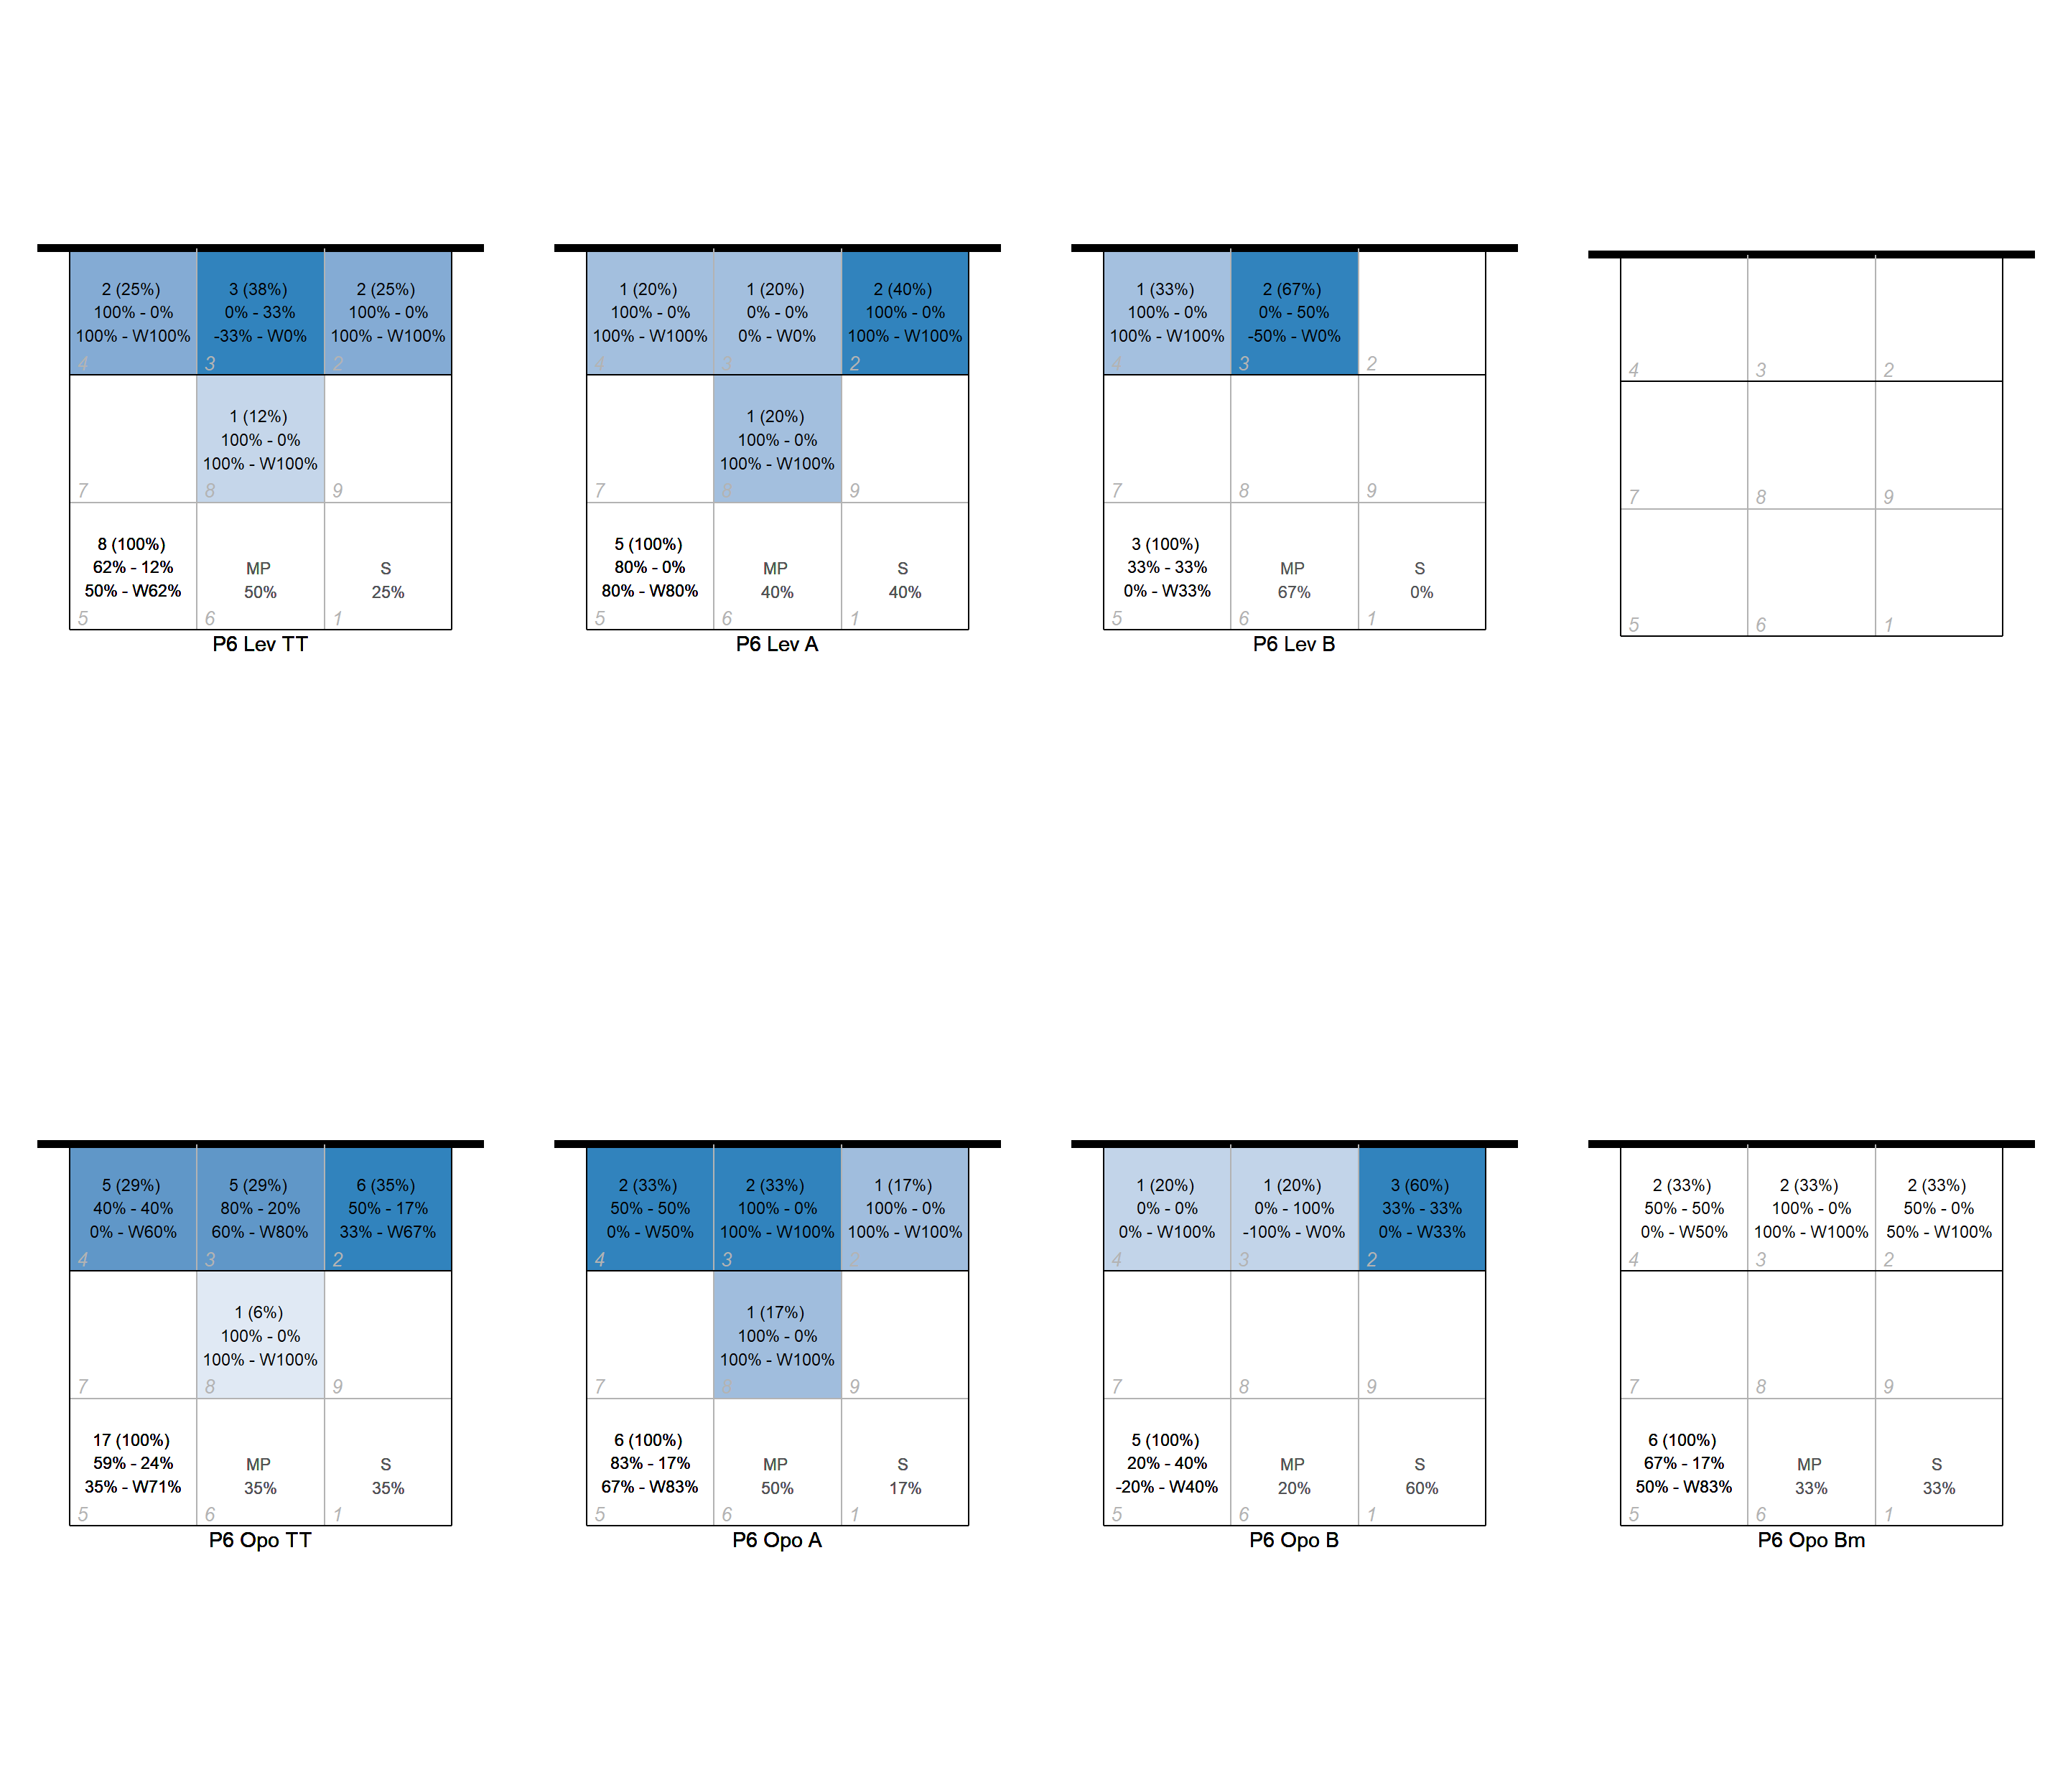 2 (25%)
100% - 0%
100% - W100%
4
3 (38%)
0% - 33%
-33% - W0%
3
2 (25%)
100% - 0%
100% - W100%
2
7
1 (12%)
100% - 0%
100% - W100%
8
9
8 (100%)
62% - 12%
50% - W62%
5
MP
50%
6
S
25%
1
P6 Lev TT
1 (20%)
100% - 0%
100% - W100%
4
1 (20%)
0% - 0%
0% - W0%
3
2 (40%)
100% - 0%
100% - W100%
2
7
1 (20%)
100% - 0%
100% - W100%
8
9
5 (100%)
80% - 0%
80% - W80%
5
MP
40%
6
S
40%
1
P6 Lev A
1 (33%)
100% - 0%
100% - W100%
4
2 (67%)
0% - 50%
-50% - W0%
3
2
7
8
9
3 (100%)
33% - 33%
0% - W33%
5
MP
67%
6
S
0%
1
P6 Lev B
4
3
2
7
8
9
5
6
1
5 (29%)
40% - 40%
0% - W60%
4
5 (29%)
80% - 20%
60% - W80%
3
6 (35%)
50% - 17%
33% - W67%
2
7
1 (6%)
100% - 0%
100% - W100%
8
9
17 (100%)
59% - 24%
35% - W71%
5
MP
35%
6
S
35%
1
P6 Opo TT
2 (33%)
50% - 50%
0% - W50%
4
2 (33%)
100% - 0%
100% - W100%
3
1 (17%)
100% - 0%
100% - W100%
2
7
1 (17%)
100% - 0%
100% - W100%
8
9
6 (100%)
83% - 17%
67% - W83%
5
MP
50%
6
S
17%
1
P6 Opo A
1 (20%)
0% - 0%
0% - W100%
4
1 (20%)
0% - 100%
-100% - W0%
3
3 (60%)
33% - 33%
0% - W33%
2
7
8
9
5 (100%)
20% - 40%
-20% - W40%
5
MP
20%
6
S
60%
1
P6 Opo B
2 (33%)
50% - 50%
0% - W50%
4
2 (33%)
100% - 0%
100% - W100%
3
2 (33%)
50% - 0%
50% - W100%
2
7
8
9
6 (100%)
67% - 17%
50% - W83%
5
MP
33%
6
S
33%
1
P6 Opo Bm